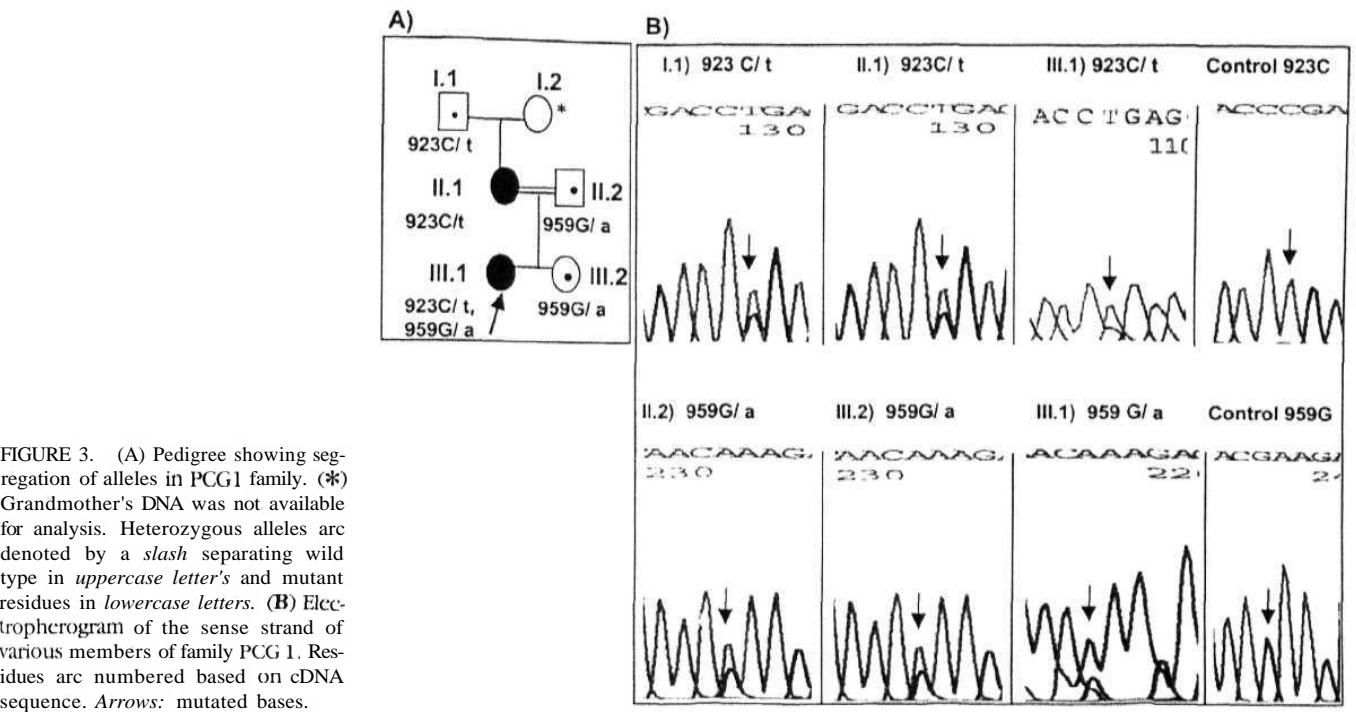 A)
I.1
I.2
*
923C/ t
II.1
II.2
923C/t
959G/ a
III.1
III.2
923C/ t,
959G/ a
959G/ a
B)
I.1) 923 C/ t
II.1) 923C/ t
III.1) 923C/ t
Control 923C
GACCTGA
130
GACCTGAC
130
ACCTGAG
110
ACCCGA
II.2) 959G/ a
III.2) 959G/ a
III.1) 959 G/ a
Control 959G
AACAAAG
230
AACAAAG
230
ACAAAGA
22
ACGAAGA
2
FIGURE 3. (A) Pedigree showing seg-
regation of alleles in PCG1 family. (*)
Grandmother's DNA was not available
for analysis. Heterozygous alleles arc
denoted by a slash separating wild
type in uppercase letter's and mutant
residues in lowercase letters. (B) Elec-
tropherogram of the sense strand of
various members of family PCG 1. Res-
idues arc numbered based on cDNA
sequence. Arrows: mutated bases.